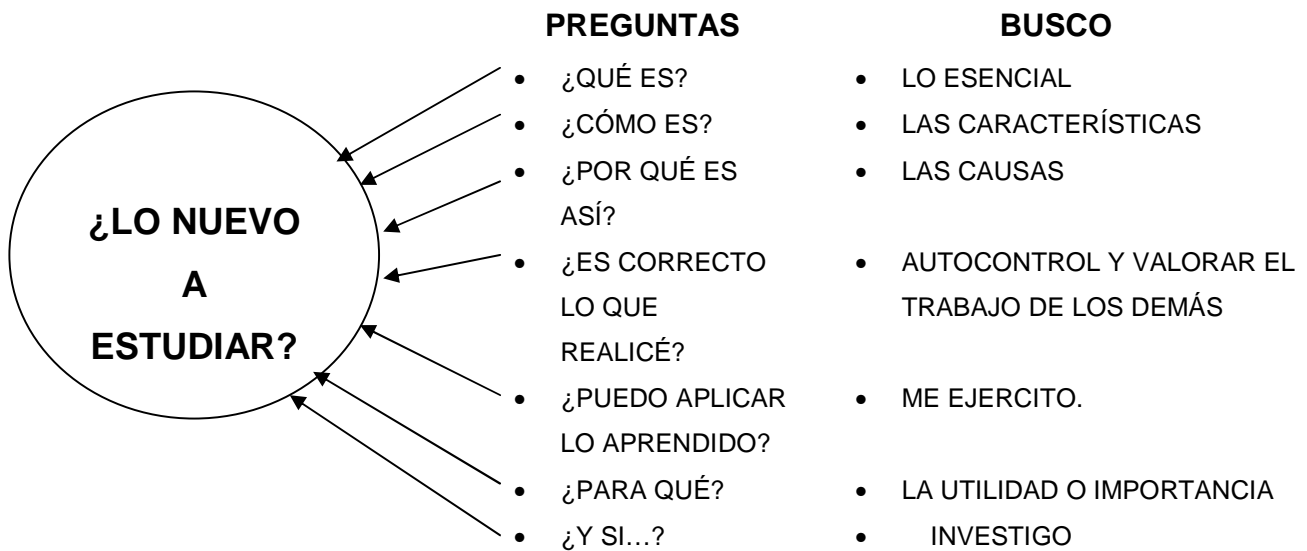 PREGUNTAS BUSCO
• ¿QUÉ ES? • LO ESENCIAL
• ¿CÓMO ES? • LAS CARACTERÍSTICAS
• ¿POR QUÉ ES • LAS CAUSAS
ASÍ?
¿LO NUEVO
A
ESTUDIAR?
• ¿ES CORRECTO • AUTOCONTROL Y VALORAR EL
LO QUE TRABAJO DE LOS DEMÁS
REALICÉ?
• ¿PUEDO APLICAR • ME EJERCITO.
LO APRENDIDO?
• ¿PARA QUÉ? • LA UTILIDAD O IMPORTANCIA
• ¿Y SI…? • INVESTIGO